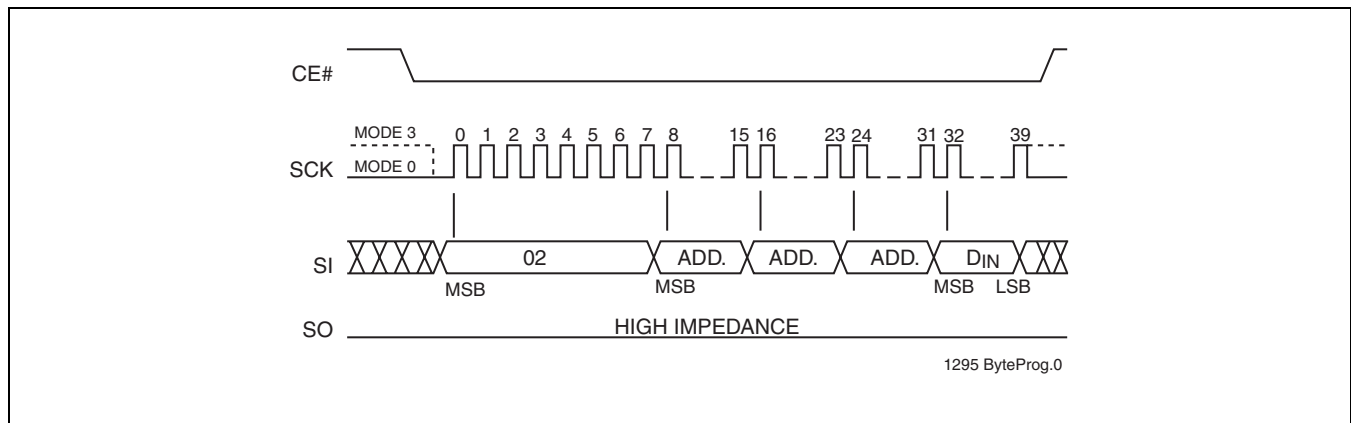 CE#
MODE 3
0 1 2 3 4 5 6 7 8 15 16 23 24 31 32 39
SCK
MODE 0
SI
02 ADD. ADD. ADD. DIN
MSB MSB MSB LSB
SO
HIGH IMPEDANCE
1295 ByteProg.0